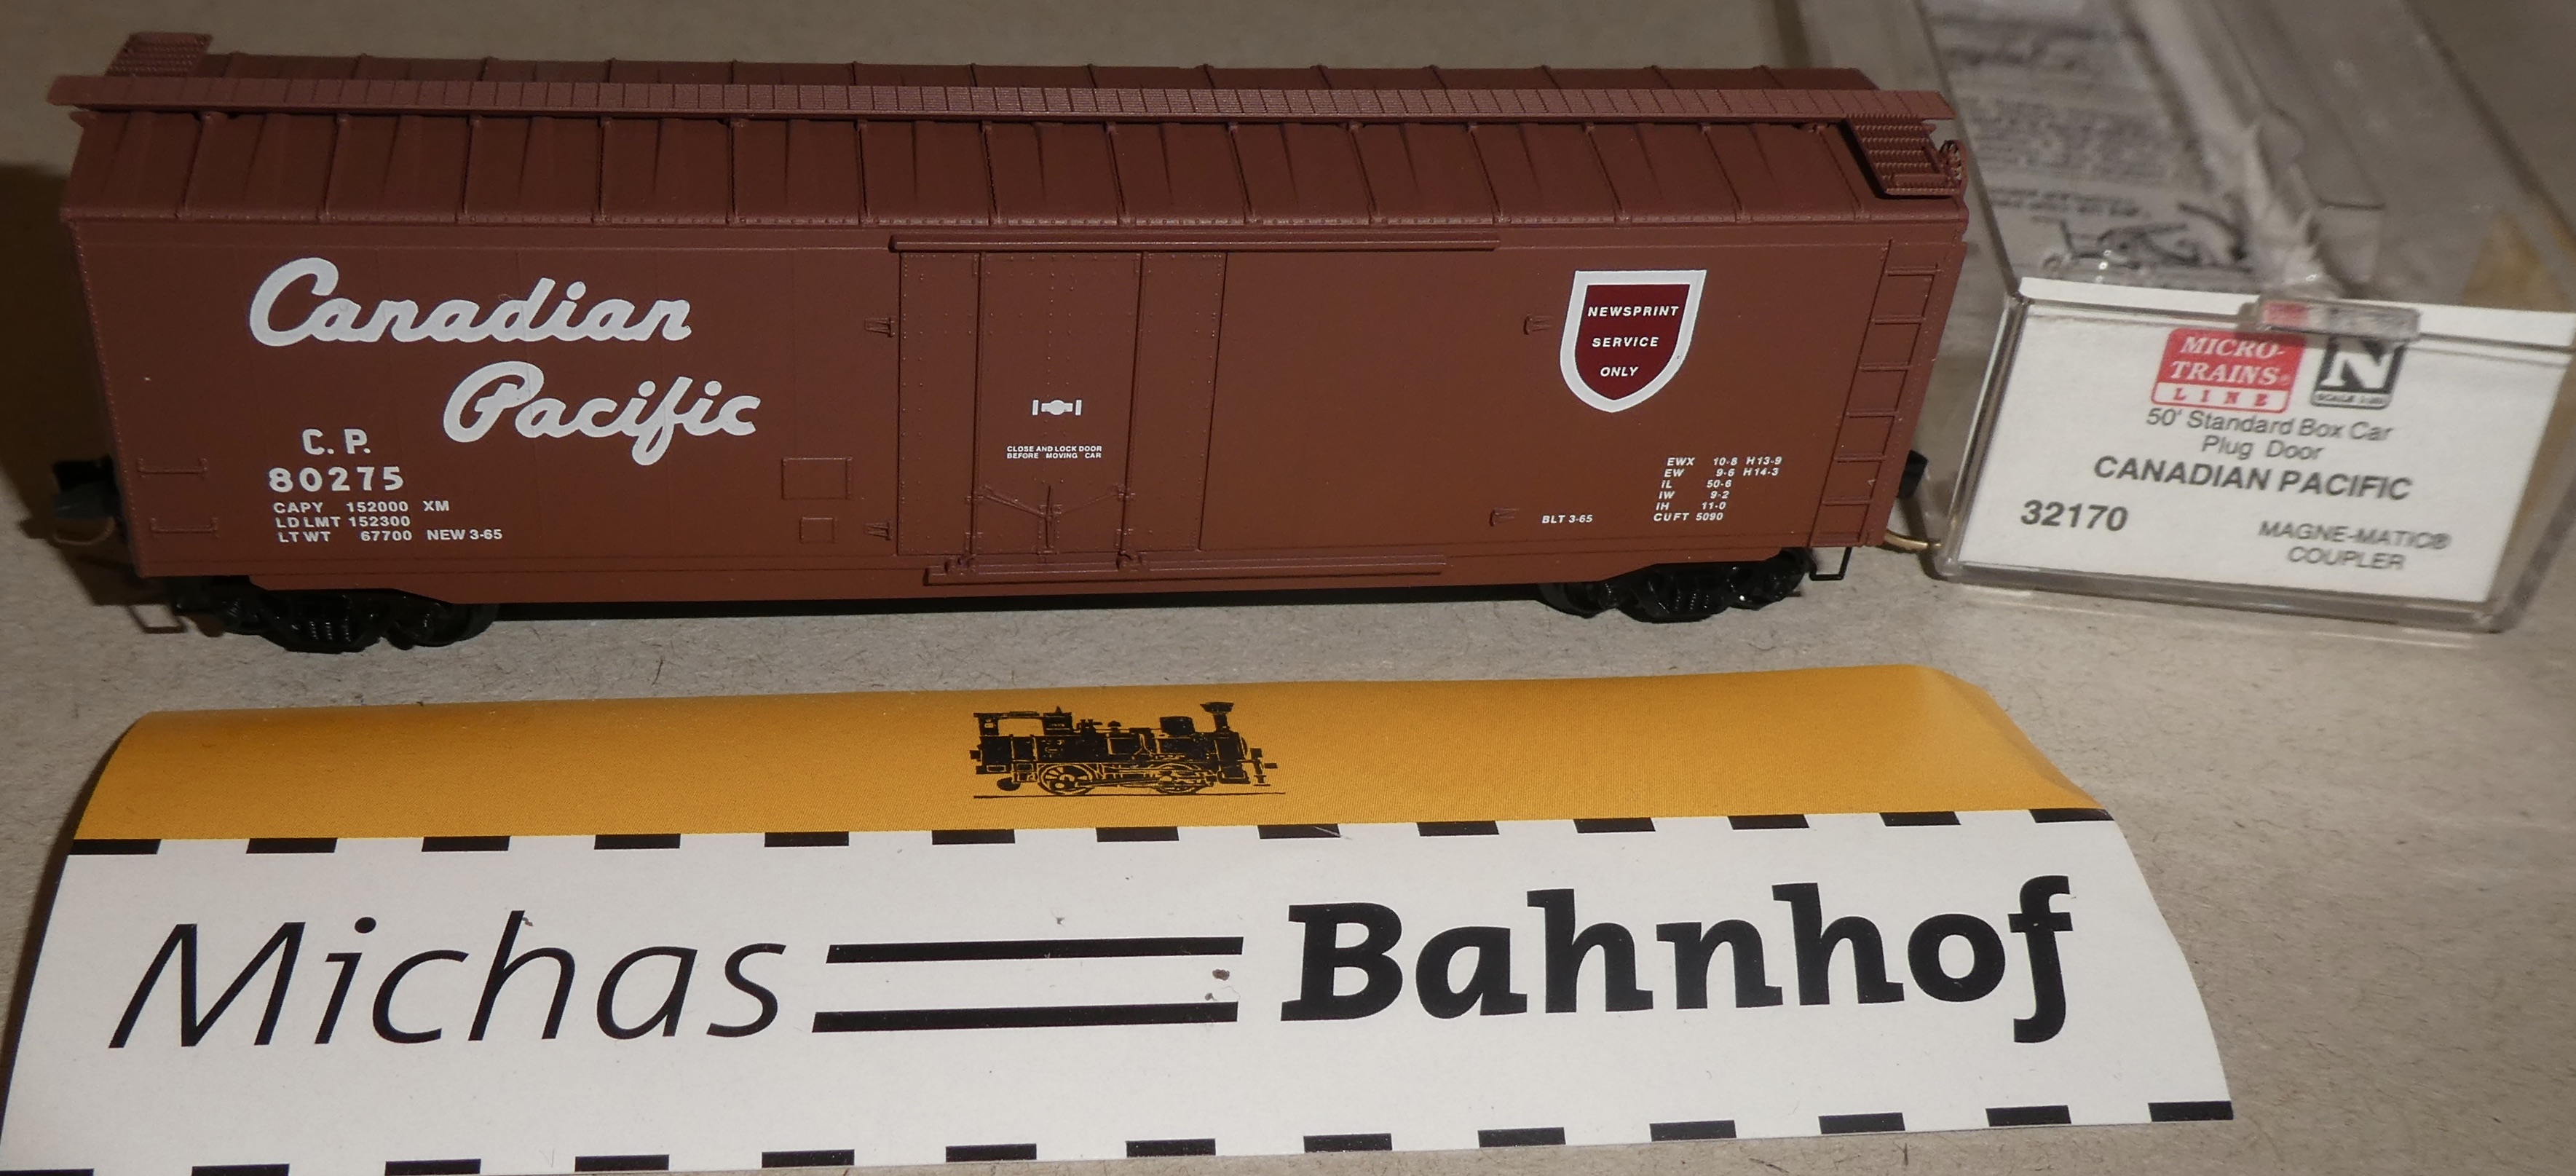 Canadian
Pacific
C. P.
80275
CAPY 152000 XM
LD LMT 152300
LT WT 67700 NEW 3-65
CLOSE AND LOCK DOOR
BEFORE MOVING CAR
NEWSPRINT
SERVICE
ONLY
BLT 3-65
EWX 10-8 H13-9
EW 9-6 H14-3
IL 50-6
IW 9-2
IH 11-0
CU FT 5090
MICRO-
TRAINS®
LINE
N
50' Standard Box Car
Plug Door
CANADIAN PACIFIC
32170
MAGNE-MATIC®
COUPLER
Michas Bahnhof